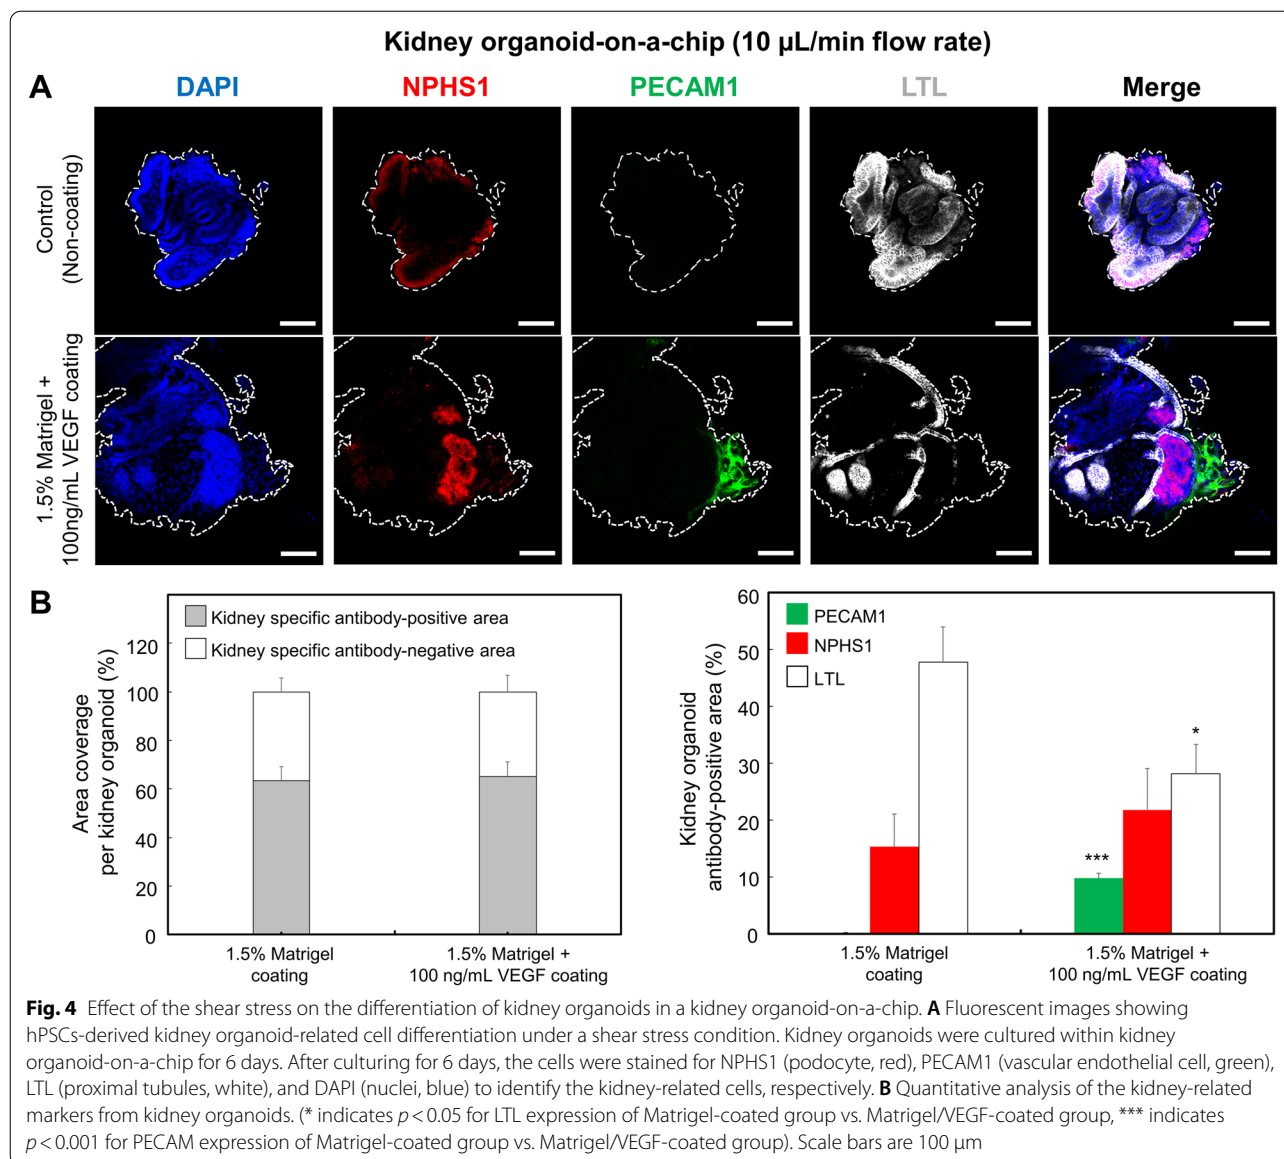 Kidney organoid-on-a-chip (10 µL/min flow rate)
A
DAPI
NPHS1
PECAM1
LTL
Merge
Control
(Non-coating)
1.5% Matrigel +
100ng/mL VEGF coating
B
Area coverage
per kidney organoid (%)
120
100
80
60
40
20
0
Kidney specific antibody-positive area
Kidney specific antibody-negative area
1.5% Matrigel
coating
1.5% Matrigel +
100 ng/mL VEGF coating
Kidney organoid
antibody-positive area (%)
60
50
40
30
20
10
0
PECAM1
NPHS1
LTL
***
*
1.5% Matrigel
coating
1.5% Matrigel +
100 ng/mL VEGF coating
Fig. 4 Effect of the shear stress on the differentiation of kidney organoids in a kidney organoid-on-a-chip. A Fluorescent images showing
hPSCs-derived kidney organoid-related cell differentiation under a shear stress condition. Kidney organoids were cultured within kidney
organoid-on-a-chip for 6 days. After culturing for 6 days, the cells were stained for NPHS1 (podocyte, red), PECAM1 (vascular endothelial cell, green),
LTL (proximal tubules, white), and DAPI (nuclei, blue) to identify the kidney-related cells, respectively. B Quantitative analysis of the kidney-related
markers from kidney organoids. (* indicates p < 0.05 for LTL expression of Matrigel-coated group vs. Matrigel/VEGF-coated group, *** indicates
p < 0.001 for PECAM expression of Matrigel-coated group vs. Matrigel/VEGF-coated group). Scale bars are 100 µm